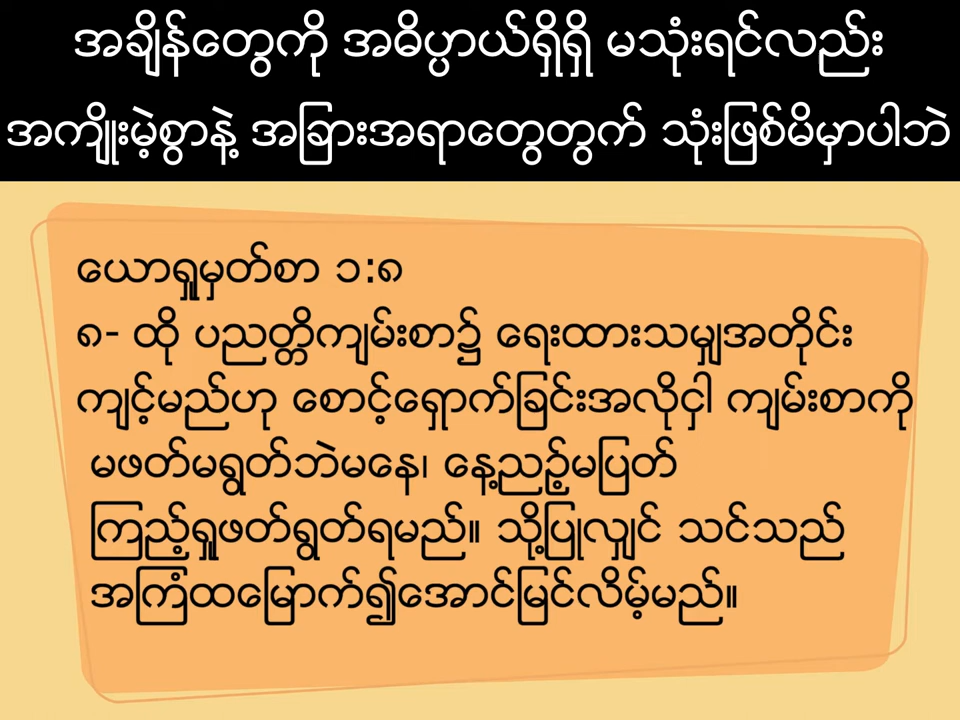 အချိန်တွေကို အဓိပ္ပာယ်ရှိရှိ မသုံးရင်လည်း
အကျိုးမဲ့စွာနဲ့ အခြားအရာတွေတွက် သုံးဖြစ်မိမှာပါဘဲ
ယောရှုမှတ်စာ ၁:၈
၈- ထို ပညတ္တိကျမ်းစာ၌ ရေးထားသမျှအတိုင်း
ကျင့်မည်ဟု စောင့်ရှောက်ခြင်းအလိုငှါ ကျမ်းစာကို
မဖတ်မရွတ်ဘဲမနေ၊ နေ့ညဉ့်မပြတ်
ကြည့်ရှုဖတ်ရွတ်ရမည်။ သို့ပြုလျှင် သင်သည်
အကြံထမြောက်၍အောင်မြင်လိမ့်မည်။